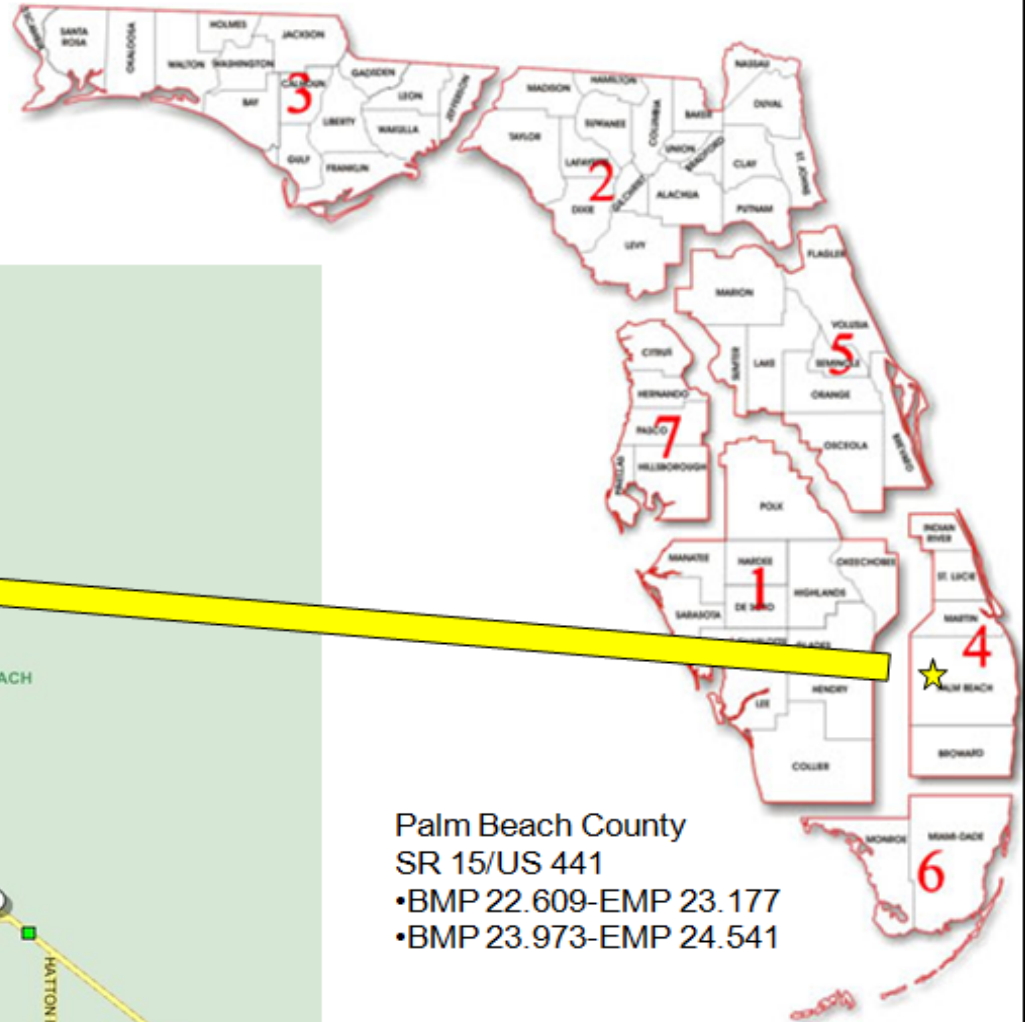 ESCAMBIA
SANTA
ROSA
OKALOOSA
WALTON
HOLMES
WASHINGTON
JACKSON
BAY
CALHOUN
3
GULF
LIBERTY
GADSDEN
FRANKLIN
LEON
WAKULLA
JEFFERSON
MADISON
TAYLOR
HAMILTON
SUWANEE
LAFAYETTE
2
DIXIE
GILCHRIST
LEVY
COLUMBIA
BAKER
UNION
BRADFORD
ALACHUA
NASSAU
DUVAL
CLAY
ST. JOHNS
PUTNAM
FLAGLER
MARION
VOLUSIA
5
SEMINOLE
LAKE
ORANGE
OSCEOLA
BREVARD
CITRUS
HERNANDO
PASCO
7
PINELLAS
HILLSBOROUGH
POLK
MANATEE
HARDEE
OKEECHOBEE
1
HIGHLANDS
SARASOTA
DE SOTO
GLADES
LEE
HENDRY
COLLIER
INDIAN
RIVER
ST. LUCIE
MARTIN
4
PALM BEACH
BROWARD
MONROE
MIAMI-DADE
6
ACH
HATTON
Palm Beach County
SR 15/US 441
•BMP 22.609-EMP 23.177
•BMP 23.973-EMP 24.541